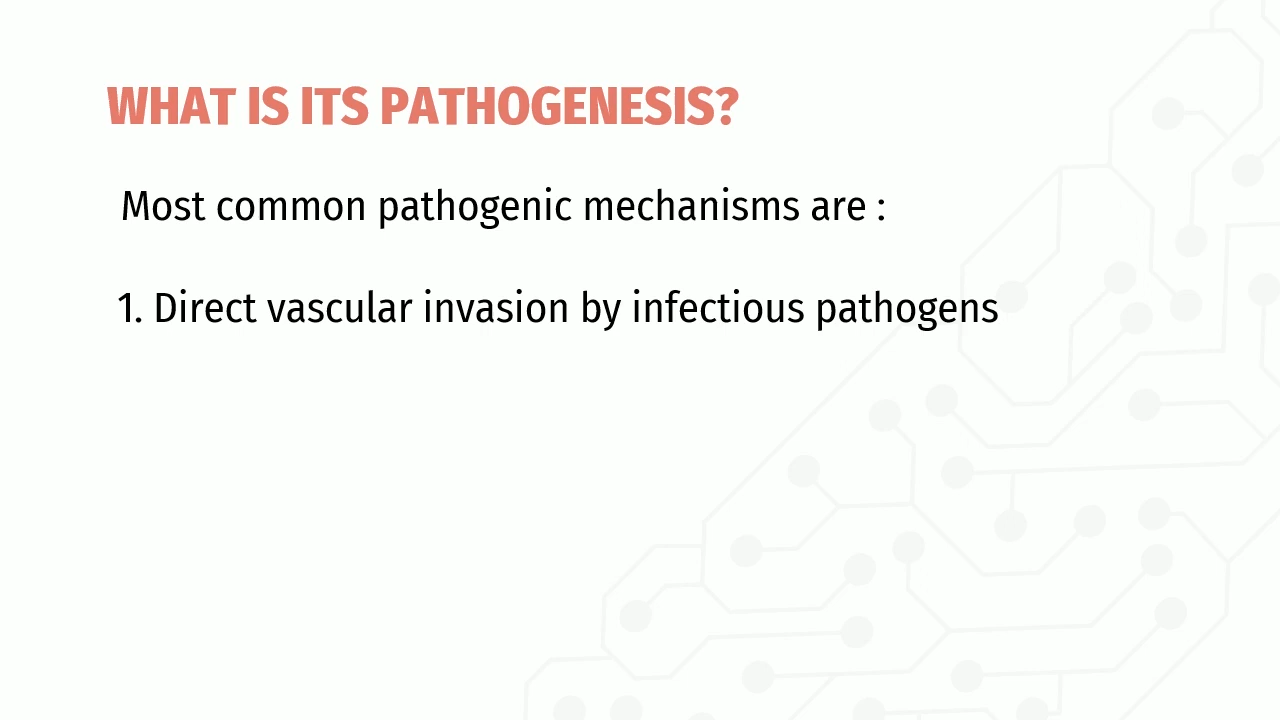 WHAT IS ITS PATHOGENESIS?
Most common pathogenic mechanisms are :
1. Direct vascular invasion by infectious pathogens